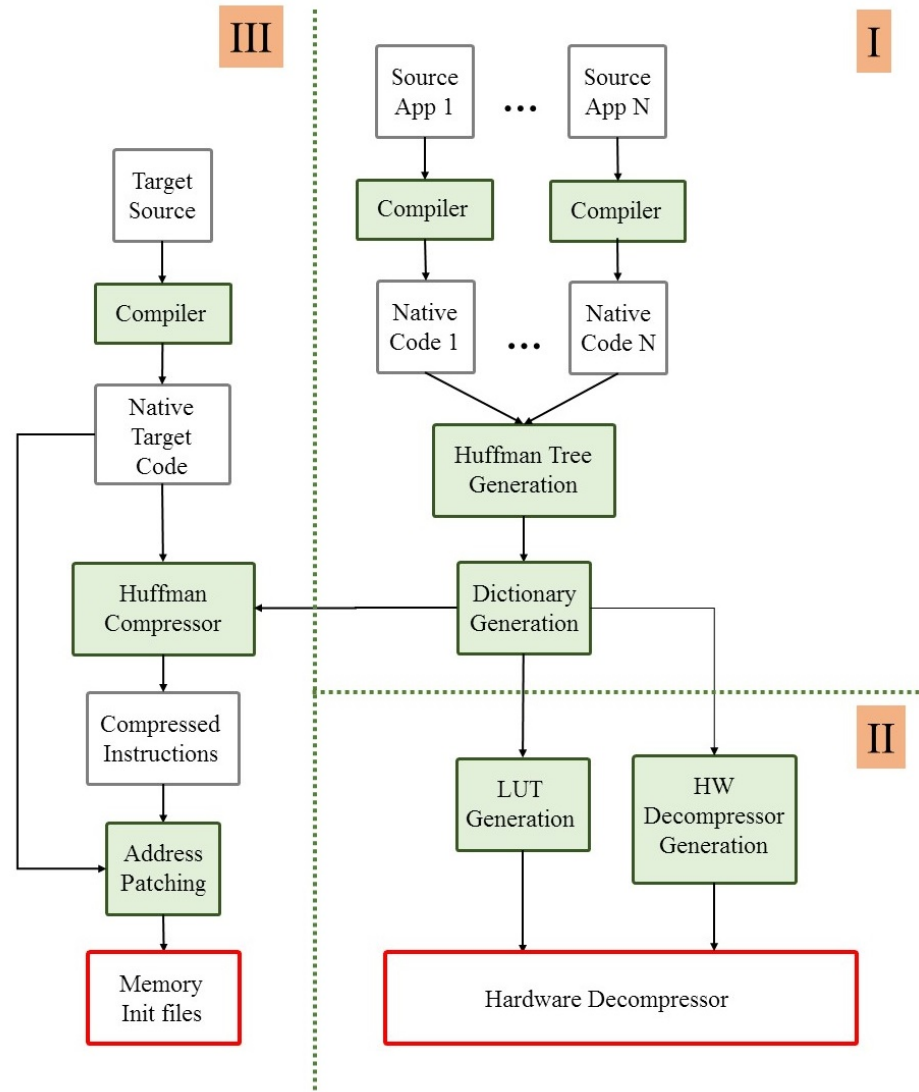 III
Target
Source
Compiler
Native
Target
Code
Huffman
Compressor
Compressed
Instructions
Address
Patching
Memory
Init files
I
Source
App 1
...
Source
App N
Compiler
Compiler
Native
Code 1
...
Native
Code N
Huffman Tree
Generation
Dictionary
Generation
II
LUT
Generation
HW
Decompressor
Generation
Hardware Decompressor